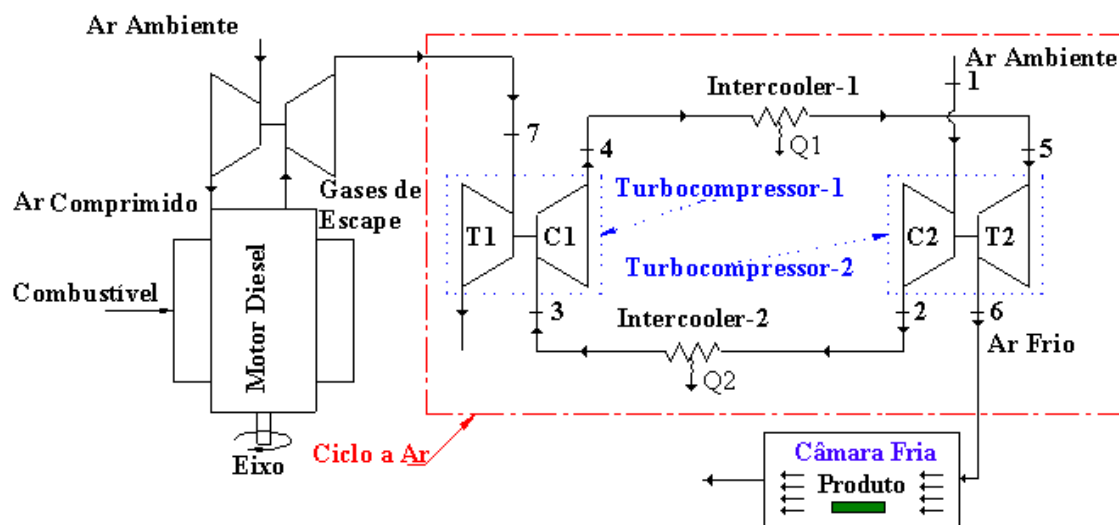 Ar Ambiente
Ar Ambiente
1
Intercooler-1
Q1
7
4
5
Gases de
Escape
Ar Comprimido
Turbocompressor-1
T1
C1
C2
T2
Turbocompressor-2
Combustível
Motor Diesel
3
Intercooler-2
2
6
Ar Frio
Q2
Eixo
Ciclo a Ar
Câmara Fria
Produto